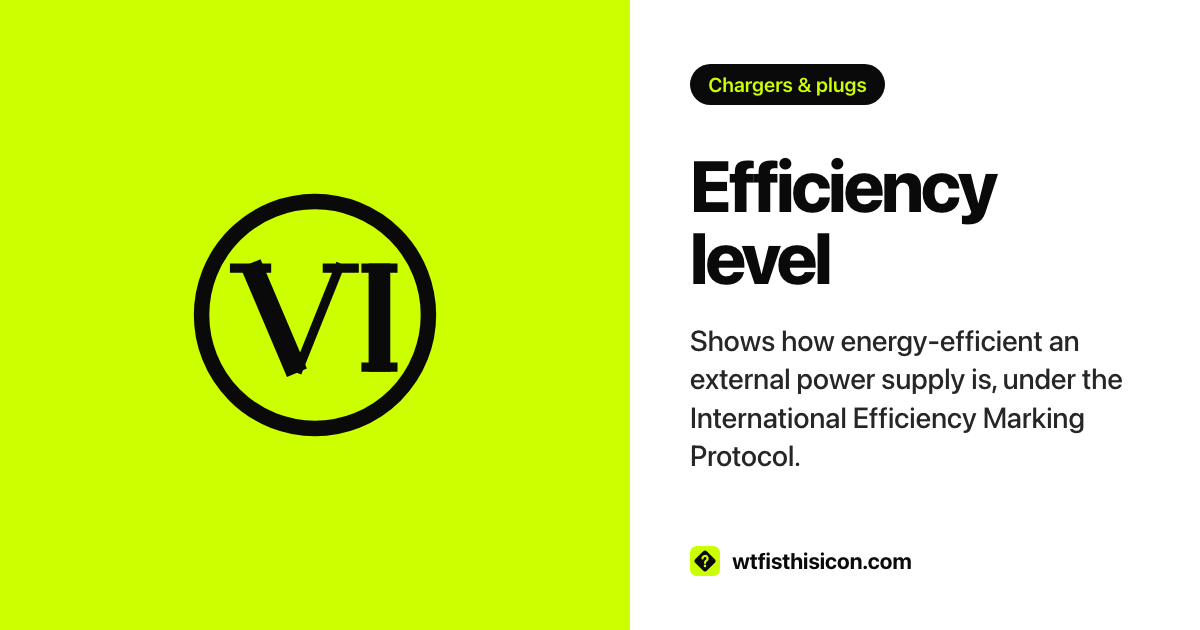 VI
Chargers & plugs
Efficiency
level
Shows how energy-efficient an
external power supply is, under the
International Efficiency Marking
Protocol.
?
wtfisthisicon.com